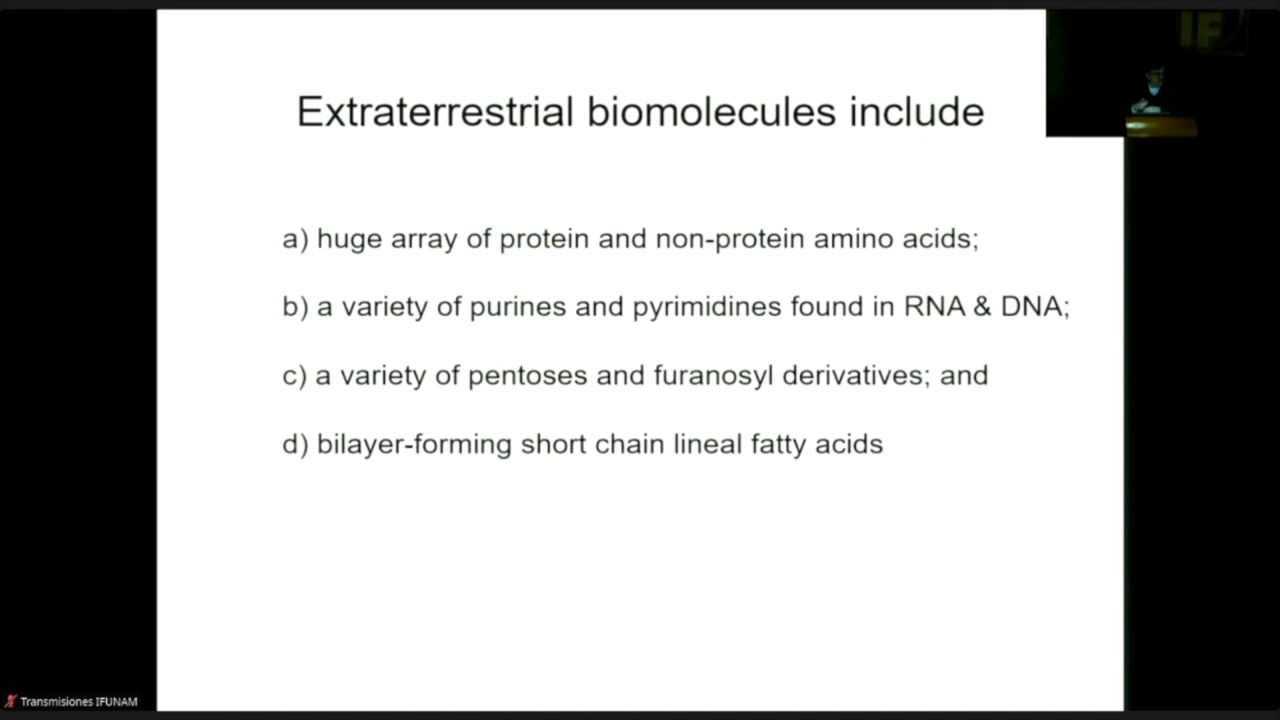 Extraterrestrial biomolecules include
a) huge array of protein and non-protein amino acids;
b) a variety of purines and pyrimidines found in RNA & DNA;
c) a variety of pentoses and furanosyl derivatives; and
d) bilayer-forming short chain lineal fatty acids
IF
Transmisiones IFUNAM